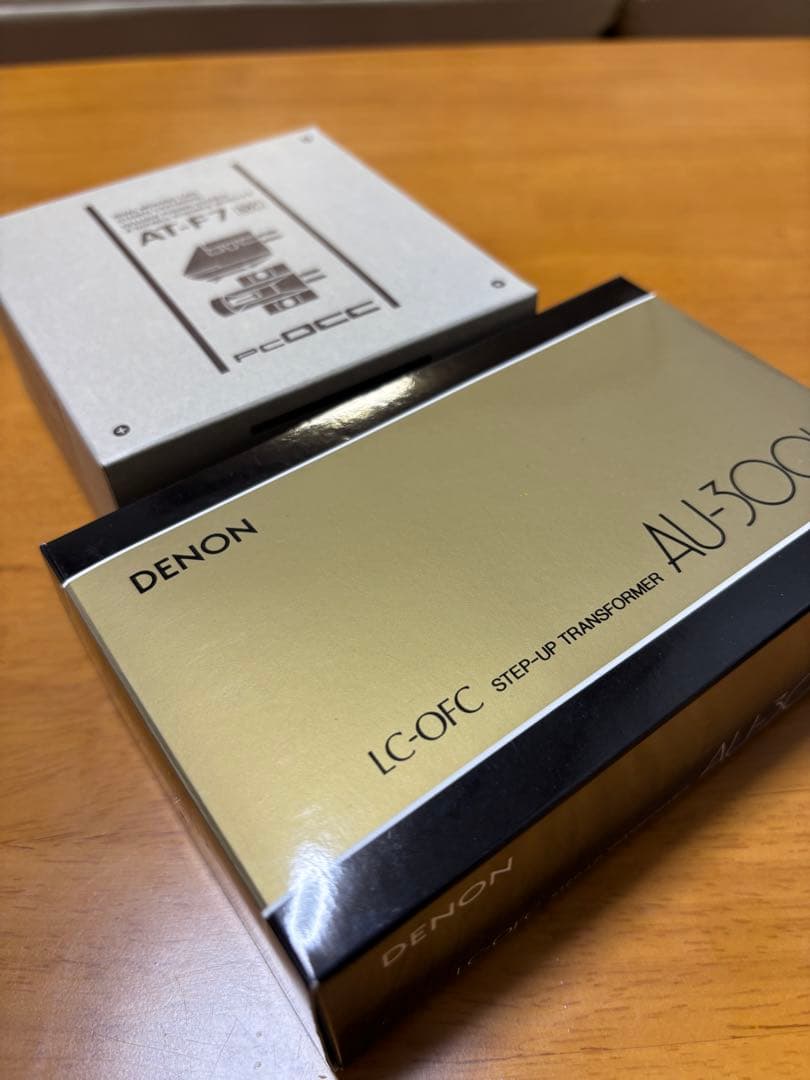 AT-F7
PCOCC
DENON
LC-OFC STEP-UP TRANSFORMER AU-300
DENON